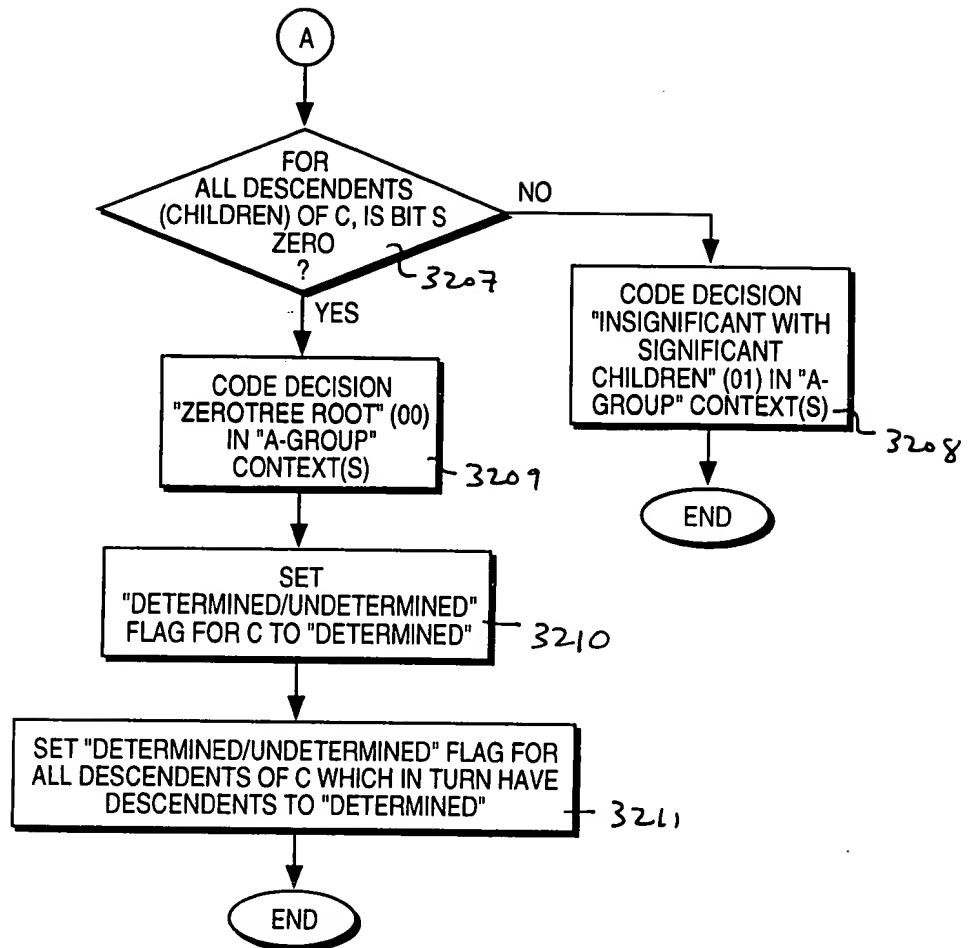 A
FOR
ALL DESCENDENTS
(CHILDREN) OF C, IS BIT S
ZERO
?
3207
NO
YES
CODE DECISION
"INSIGNIFICANT WITH
SIGNIFICANT
CHILDREN" (01) IN "A-
GROUP" CONTEXT(S)
3208
END
CODE DECISION
"ZEROTREE ROOT" (00)
IN "A-GROUP"
CONTEXT(S)
3209
SET
"DETERMINED/UNDETERMINED"
FLAG FOR C TO "DETERMINED"
3210
SET "DETERMINED/UNDETERMINED" FLAG FOR
ALL DESCENDENTS OF C WHICH IN TURN HAVE
DESCENDENTS TO "DETERMINED"
3211
END